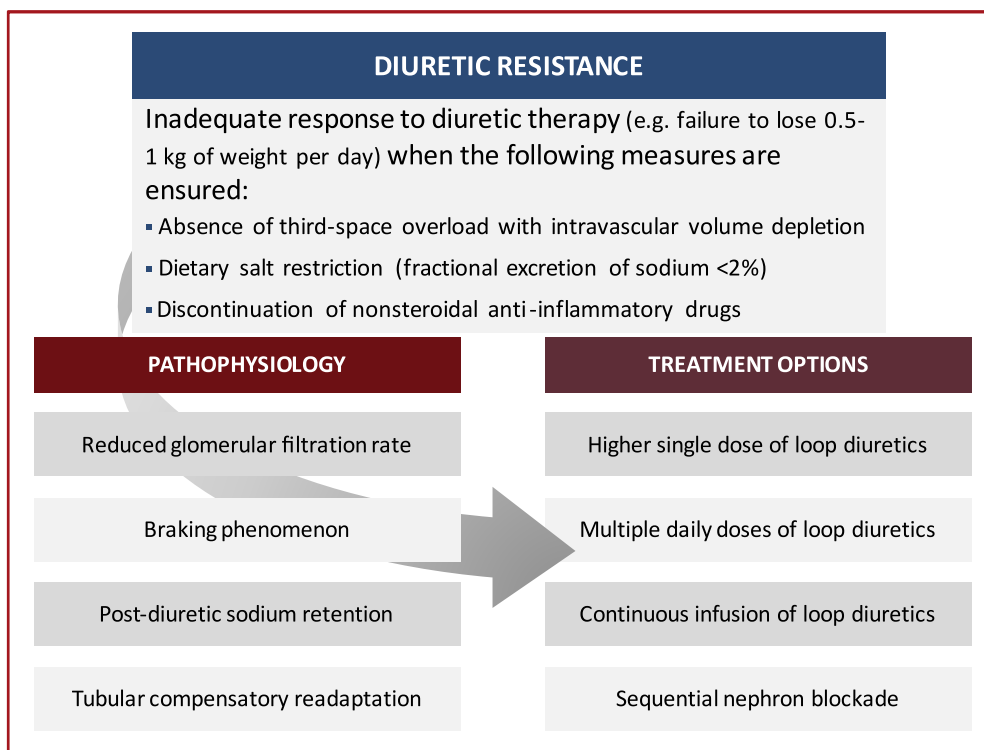 DIURETIC RESISTANCE
Inadequate response to diuretic therapy (e.g. failure to lose 0.5-
1 kg of weight per day) when the following measures are
ensured:
▪ Absence of third-space overload with intravascular volume depletion
▪ Dietary salt restriction (fractional excretion of sodium <2%)
▪ Discontinuation of nonsteroidal anti-inflammatory drugs
PATHOPHYSIOLOGY
Reduced glomerular filtration rate
Braking phenomenon
Post-diuretic sodium retention
Tubular compensatory readaptation
TREATMENT OPTIONS
Higher single dose of loop diuretics
Multiple daily doses of loop diuretics
Continuous infusion of loop diuretics
Sequential nephron blockade